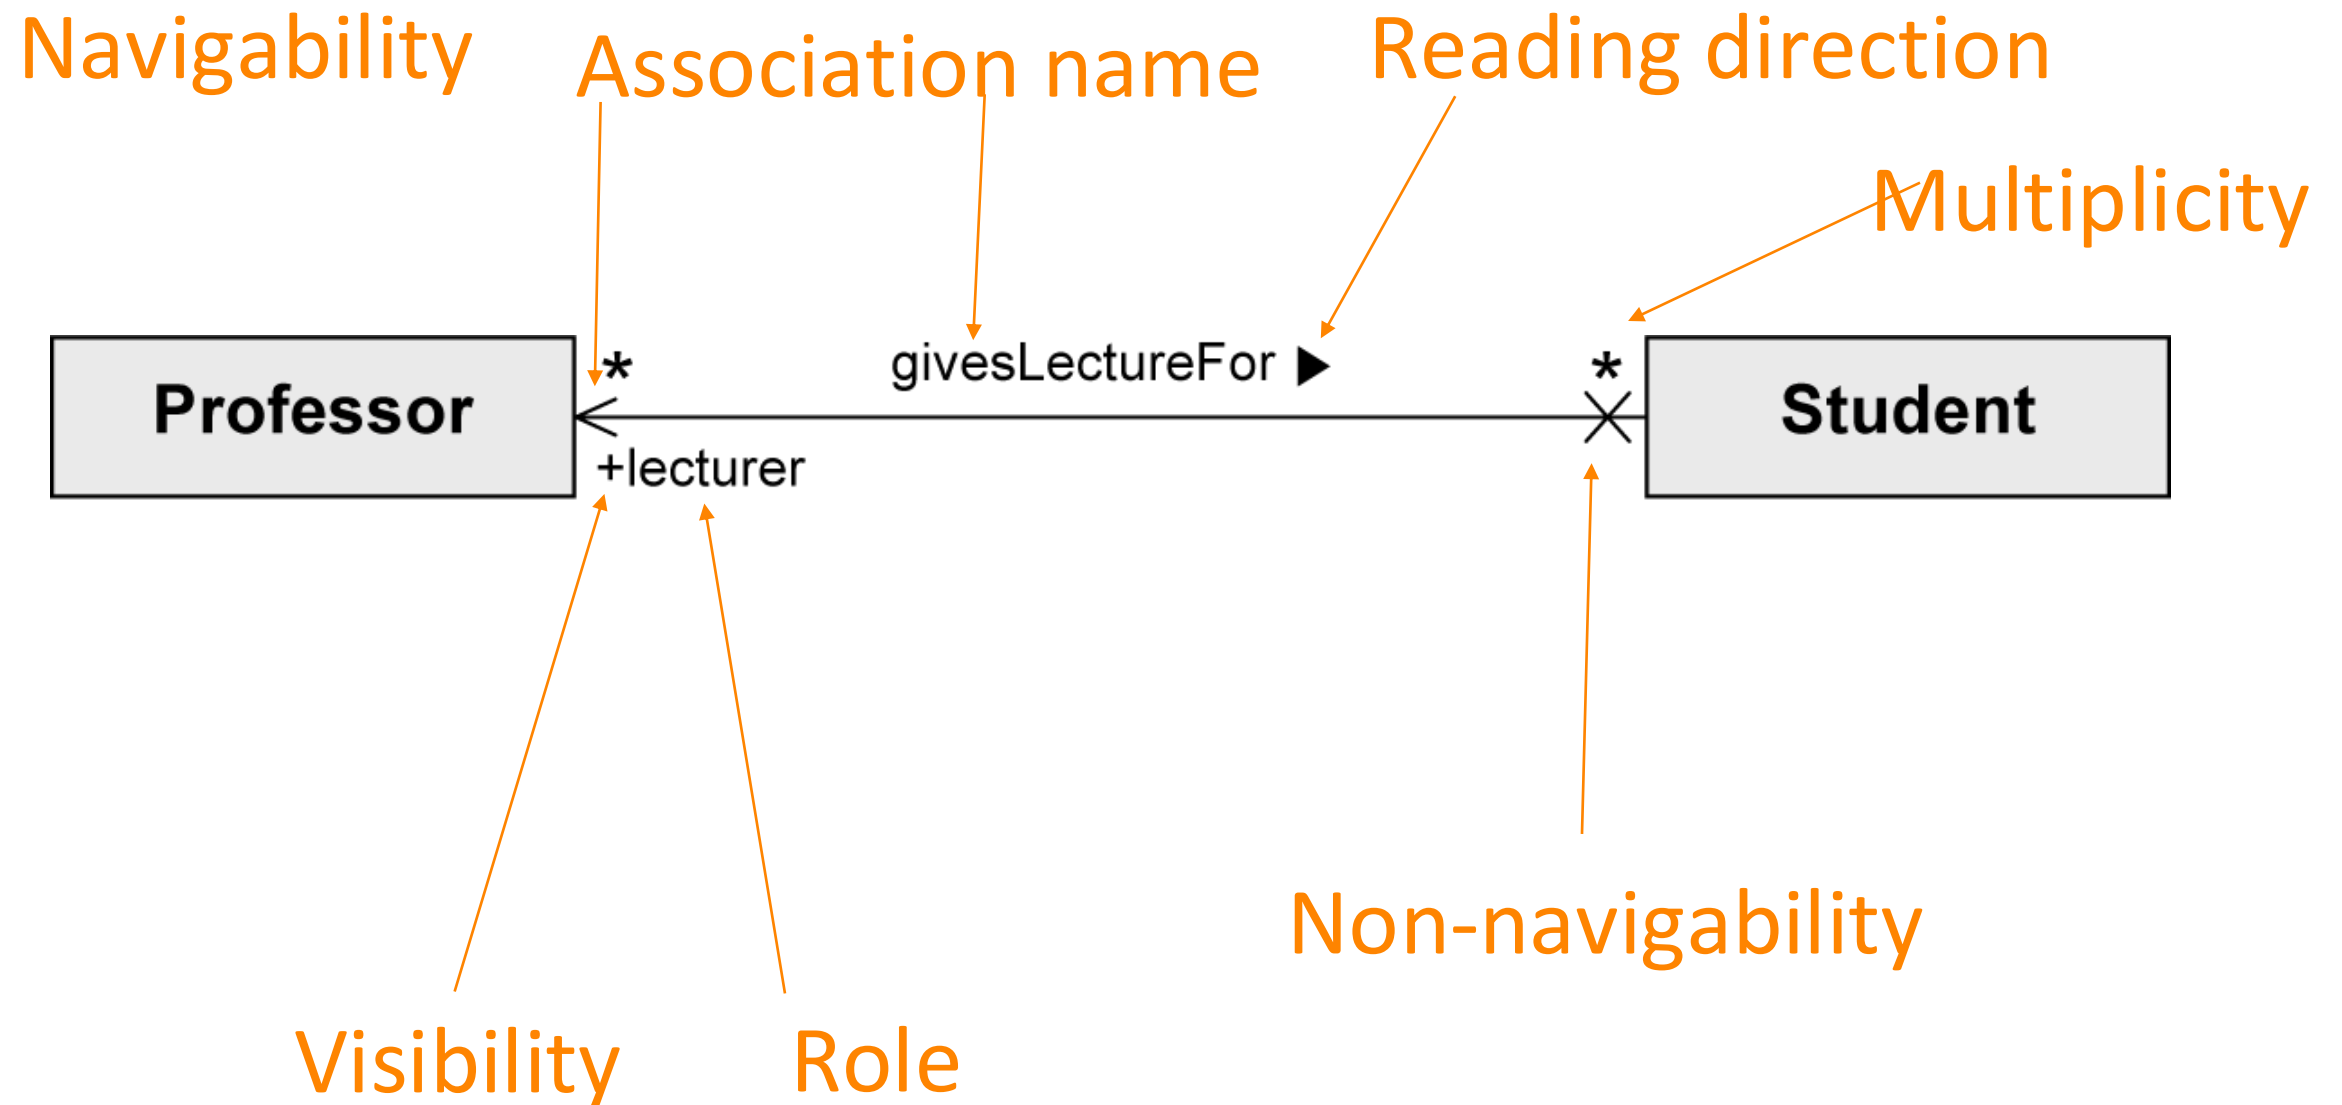 Navigability
Association name
Reading direction
Multiplicity
givesLectureFor ▶
*
*
Professor
Student
+lecturer
Non-navigability
Visibility
Role